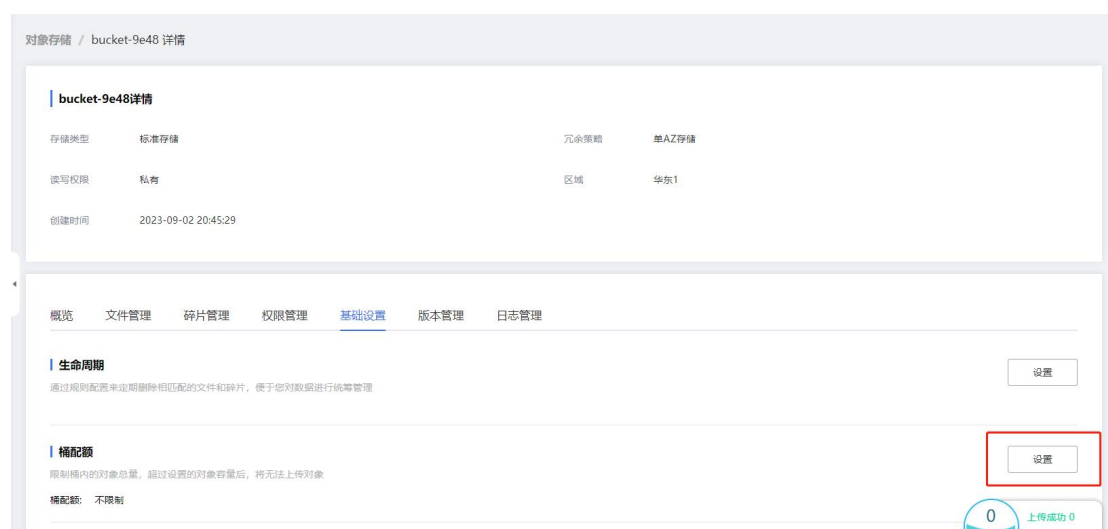 对象存储 / bucket-9e48 详情
bucket-9e48详情
存储类型 标准存储 冗余策略 单AZ存储
读写权限 私有 区域 华东1
创建时间 2023-09-02 20:45:29
概览 文件管理 碎片管理 权限管理 基础设置 版本管理 日志管理
生命周期
设置
通过规则配置来定期删除相匹配的文件和碎片，便于您对数据进行统筹管理
桶配额
设置
限制桶内的对象总量，超过设置的对象容量后，将无法上传对象
桶配额: 不限制
0 上传成功 0